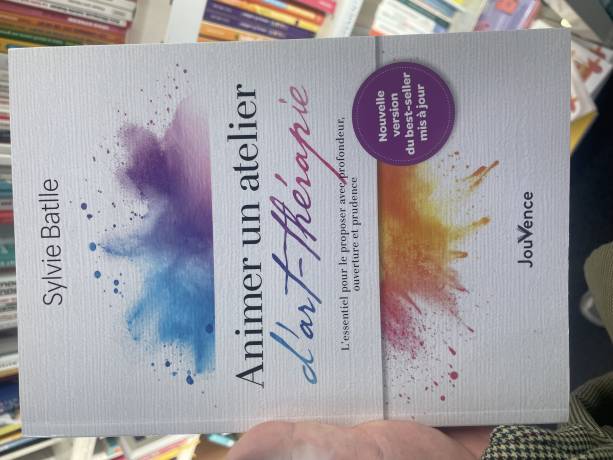 Sylvie Batlle
Animer un atelier
d'art-thérapie
L'essentiel pour le proposer avec profondeur,
ouverture et prudence
Nouvelle
version
du best-seller
mis à jour
Jouvence